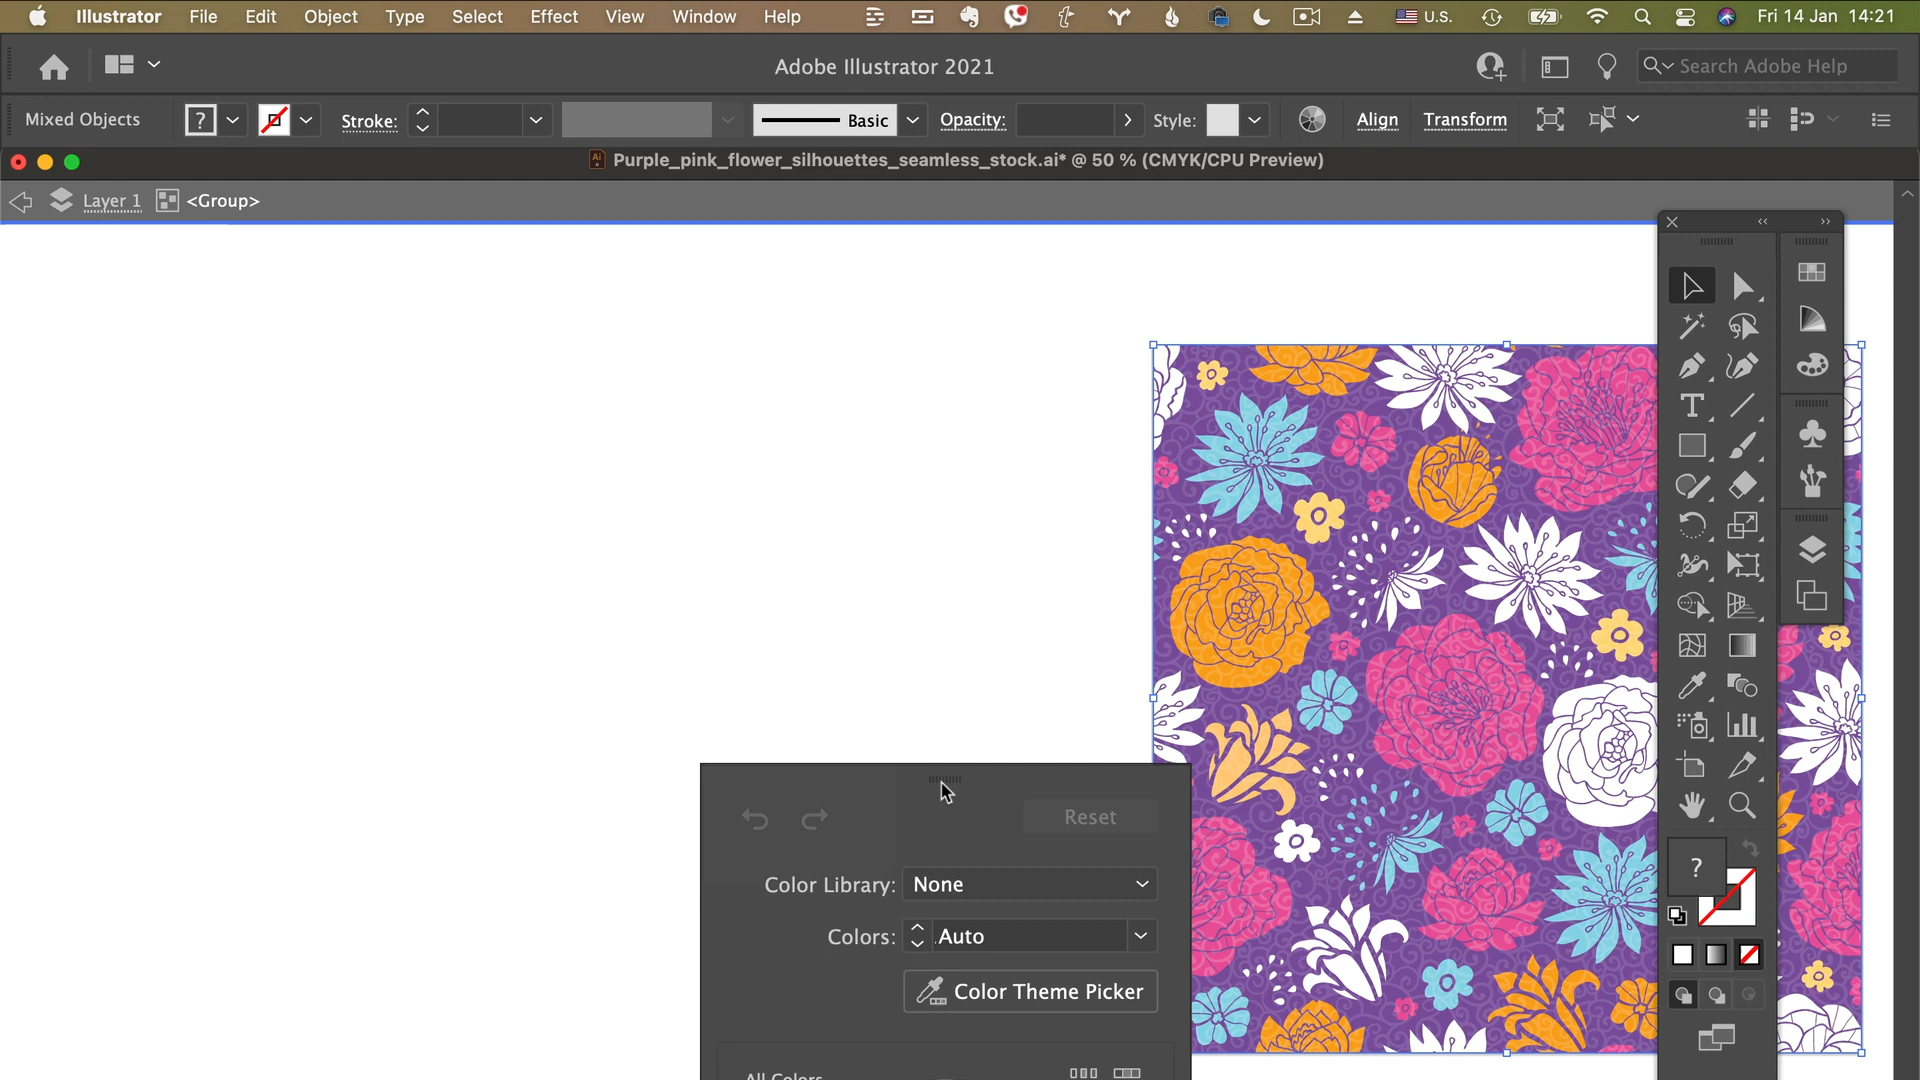 Illustrator File Edit Object Type Select Effect View Window Help U.S. Fri 14 Jan 14:21
Adobe Illustrator 2021
Search Adobe Help
Mixed Objects ? Stroke: Basic Opacity: Style: Align Transform
Purple_pink_flower_silhouettes_seamless_stock.ai* @ 50 % (CMYK/CPU Preview)
Layer 1 <Group>
Reset
Color Library: None
Colors: Auto
Color Theme Picker
All Colors
?